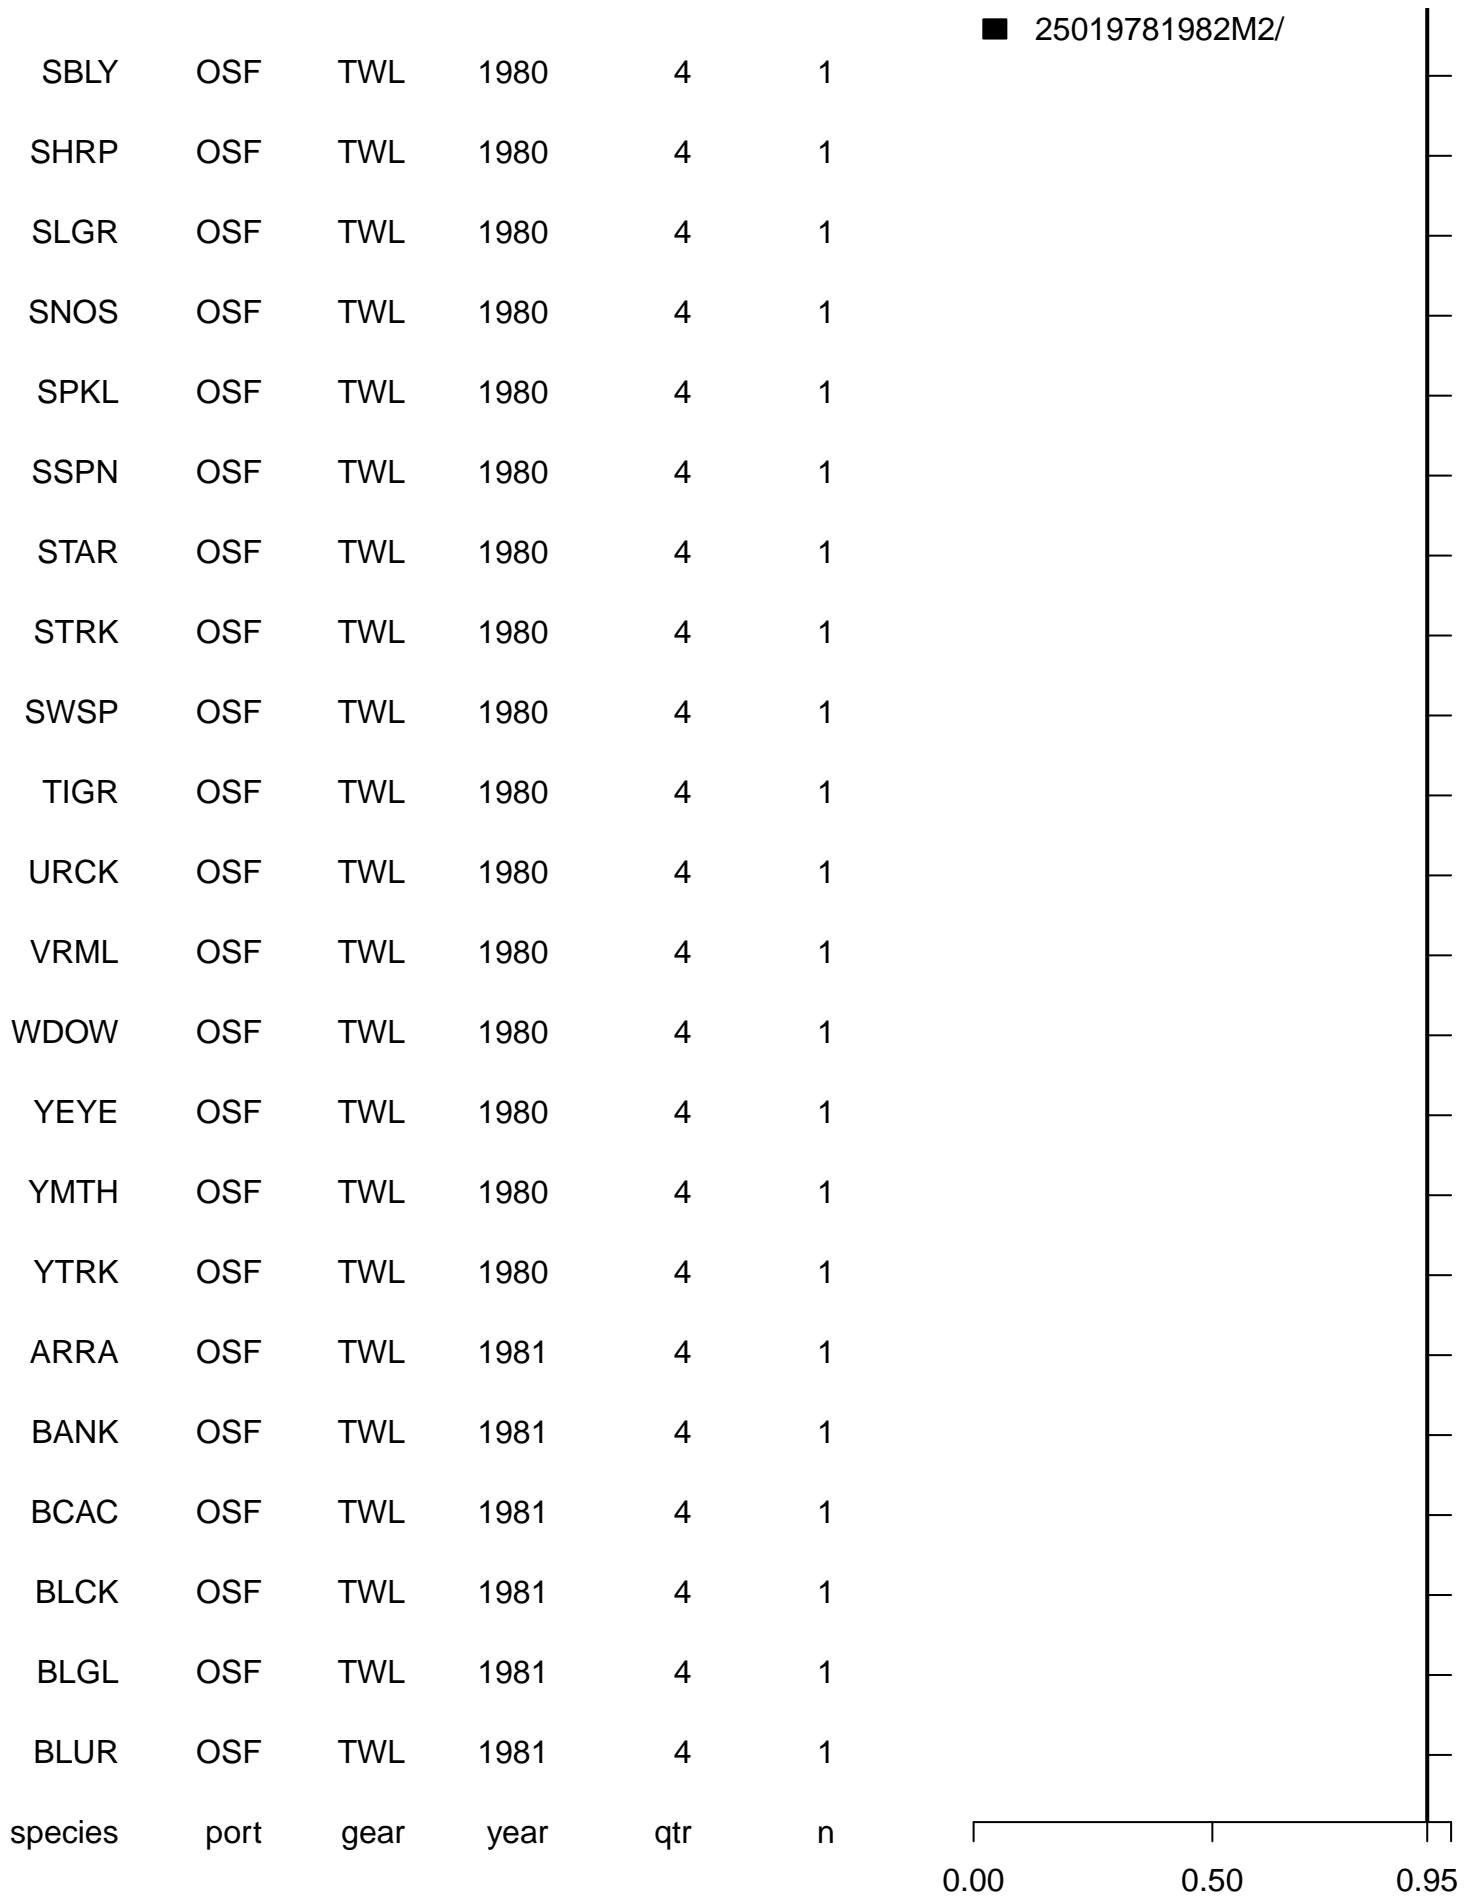 25019781982M2/
SBLY OSF TWL 1980 4 1
SHRP OSF TWL 1980 4 1
SLGR OSF TWL 1980 4 1
SNOS OSF TWL 1980 4 1
SPKL OSF TWL 1980 4 1
SSPN OSF TWL 1980 4 1
STAR OSF TWL 1980 4 1
STRK OSF TWL 1980 4 1
SWSP OSF TWL 1980 4 1
TIGR OSF TWL 1980 4 1
URCK OSF TWL 1980 4 1
VRML OSF TWL 1980 4 1
WDOW OSF TWL 1980 4 1
YEYE OSF TWL 1980 4 1
YMTH OSF TWL 1980 4 1
YTRK OSF TWL 1980 4 1
ARRA OSF TWL 1981 4 1
BANK OSF TWL 1981 4 1
BCAC OSF TWL 1981 4 1
BLCK OSF TWL 1981 4 1
BLGL OSF TWL 1981 4 1
BLUR OSF TWL 1981 4 1
species port gear year qtr n
0.00 0.50 0.95